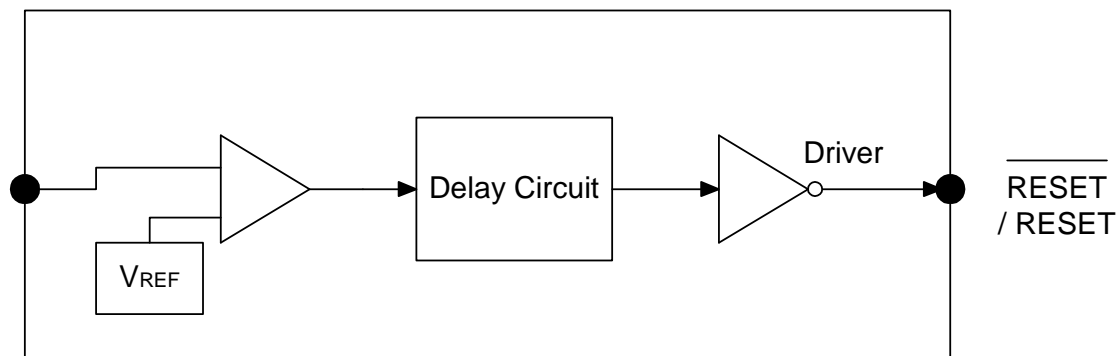 Driver
Delay Circuit
RESET
/ RESET
VREF